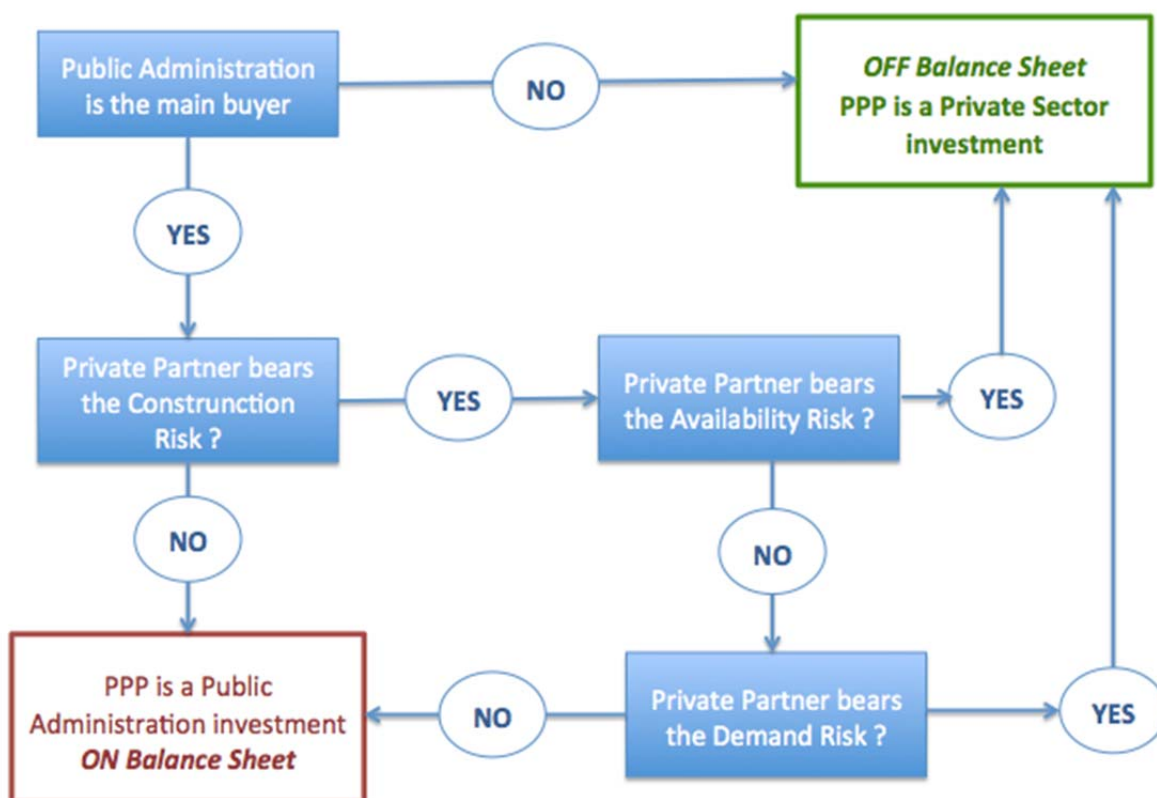 Public Administration
is the main buyer
NO
OFF Balance Sheet
PPP is a Private Sector
investment
YES
Private Partner bears
the Construnction
Risk ?
YES
Private Partner bears
the Availability Risk ?
YES
NO
NO
PPP is a Public
Administration investment
ON Balance Sheet
NO
Private Partner bears
the Demand Risk ?
YES